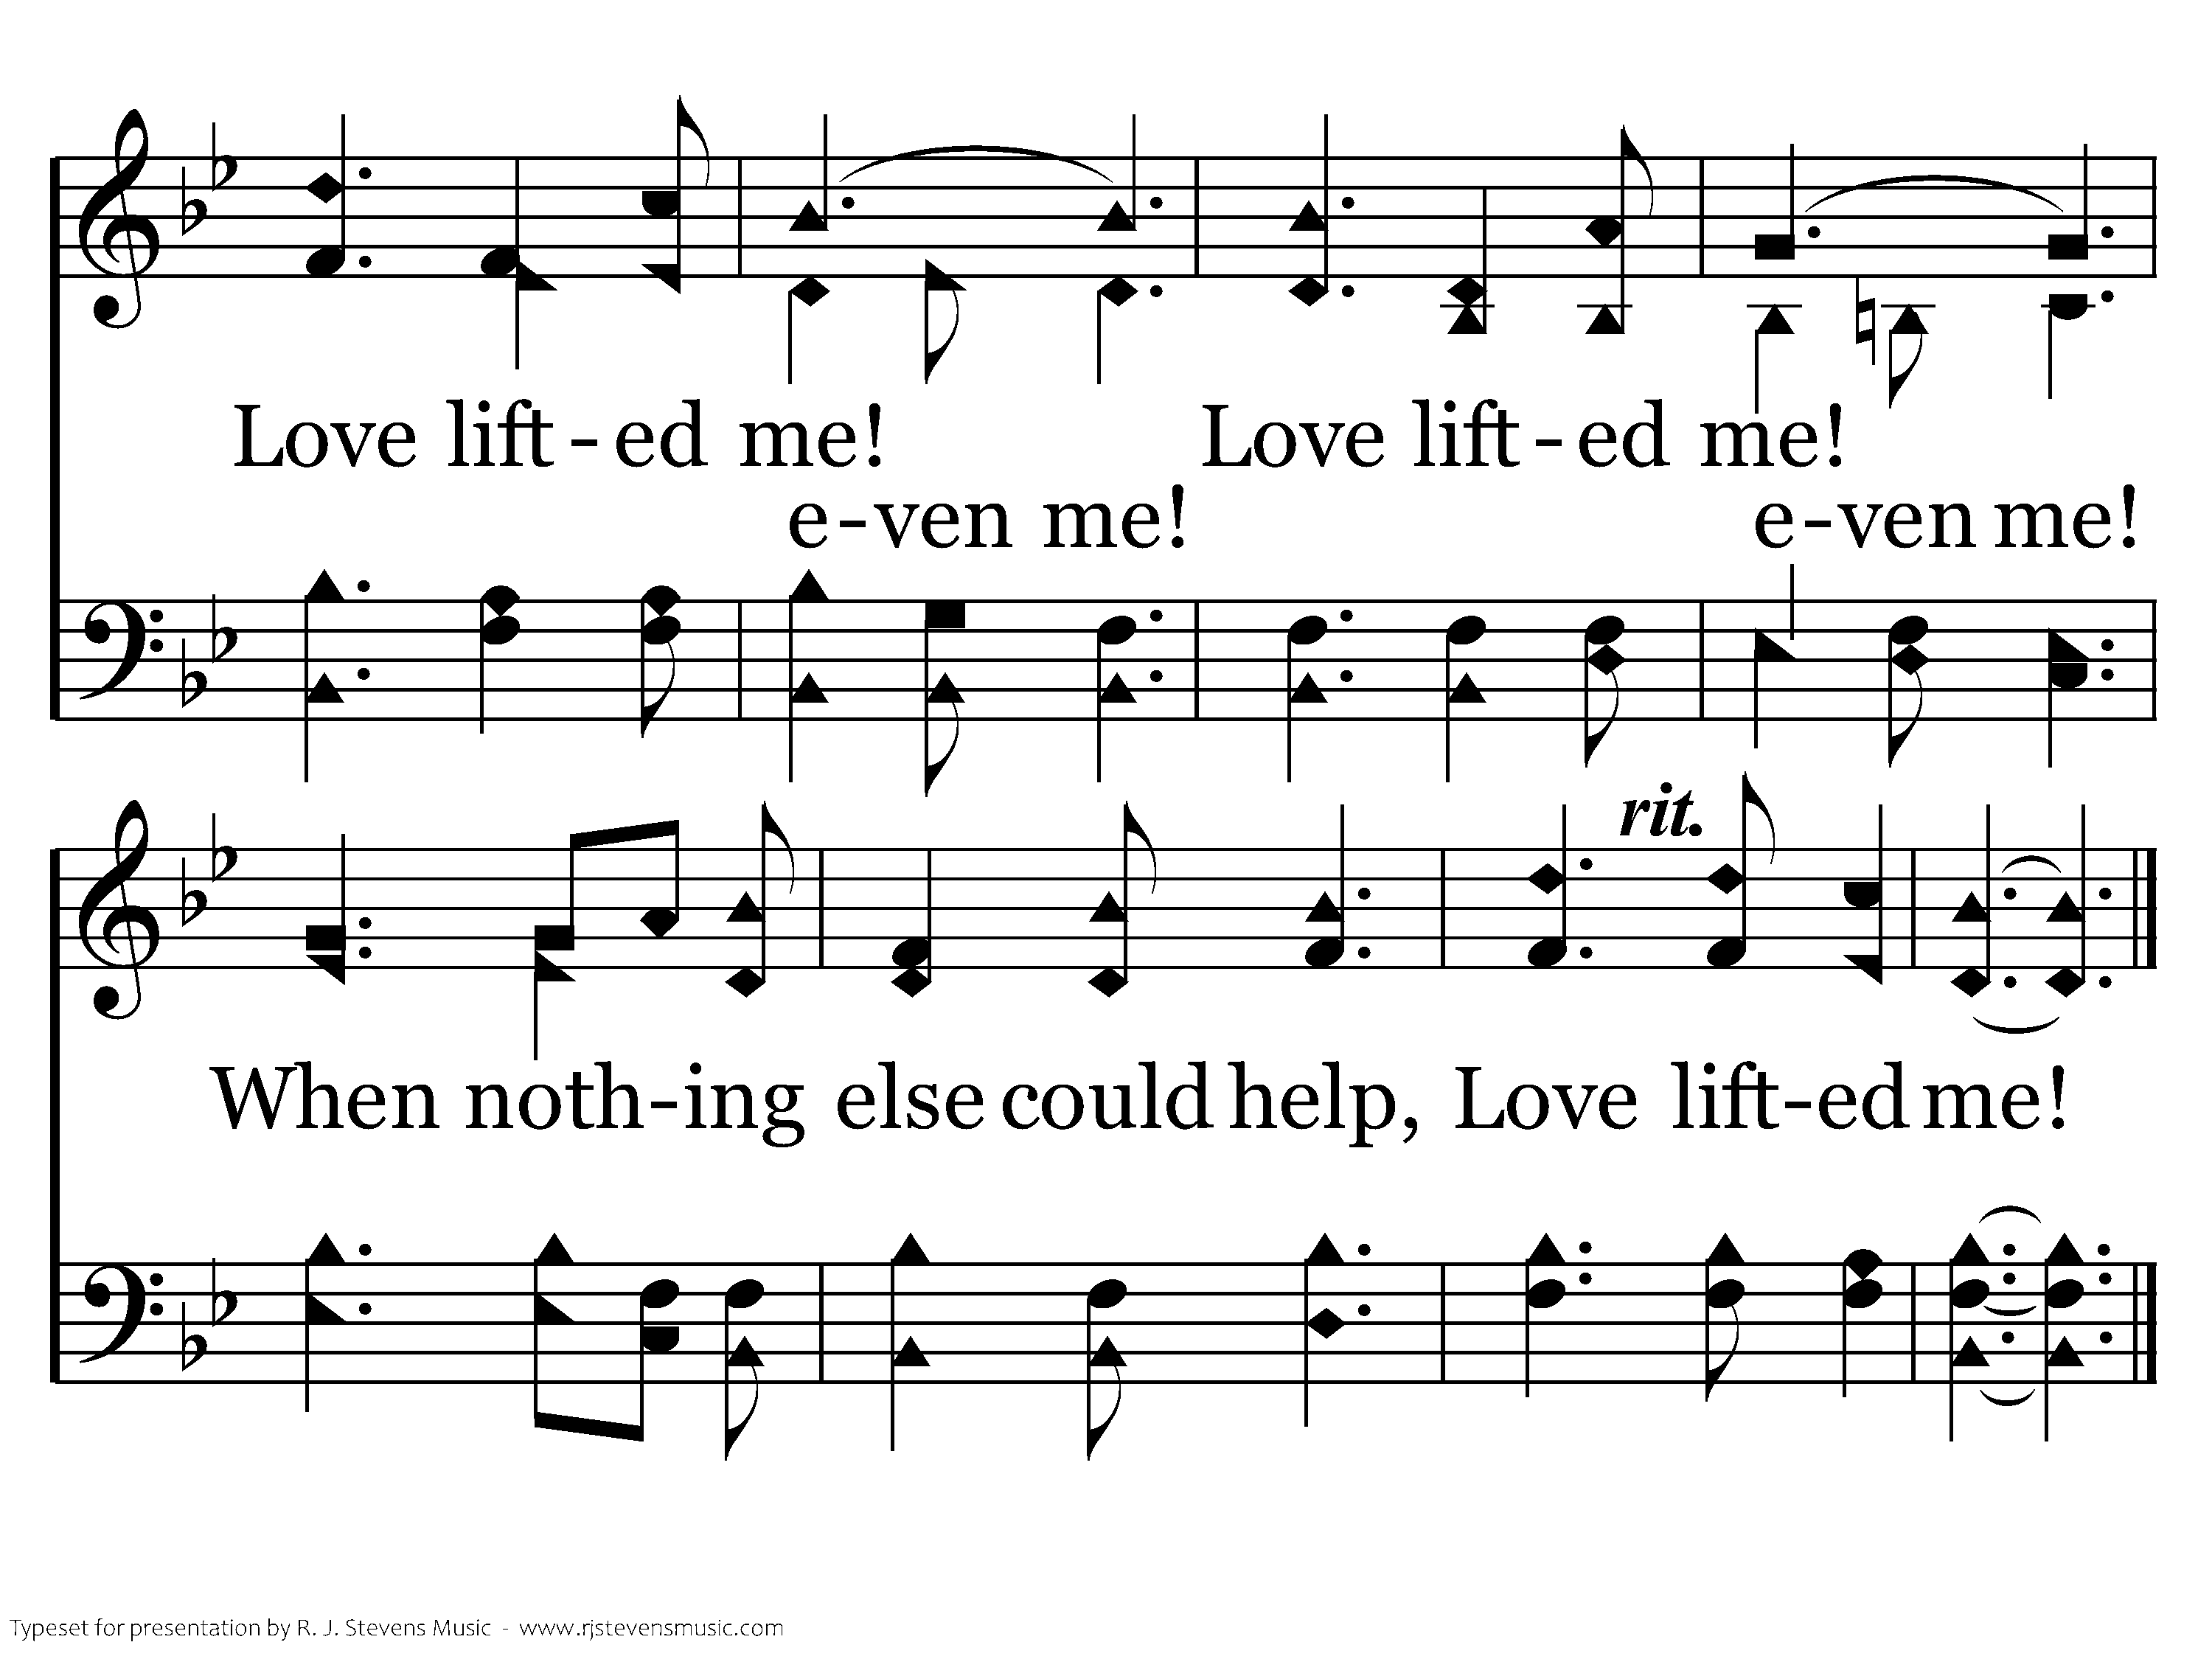 Love lift - ed me! Love lift - ed me!
e - ven me! e - ven me!
rit.
When noth - ing else could help, Love lift - ed me!
Typeset for presentation by R. J. Stevens Music - www.rjstevensmusic.com